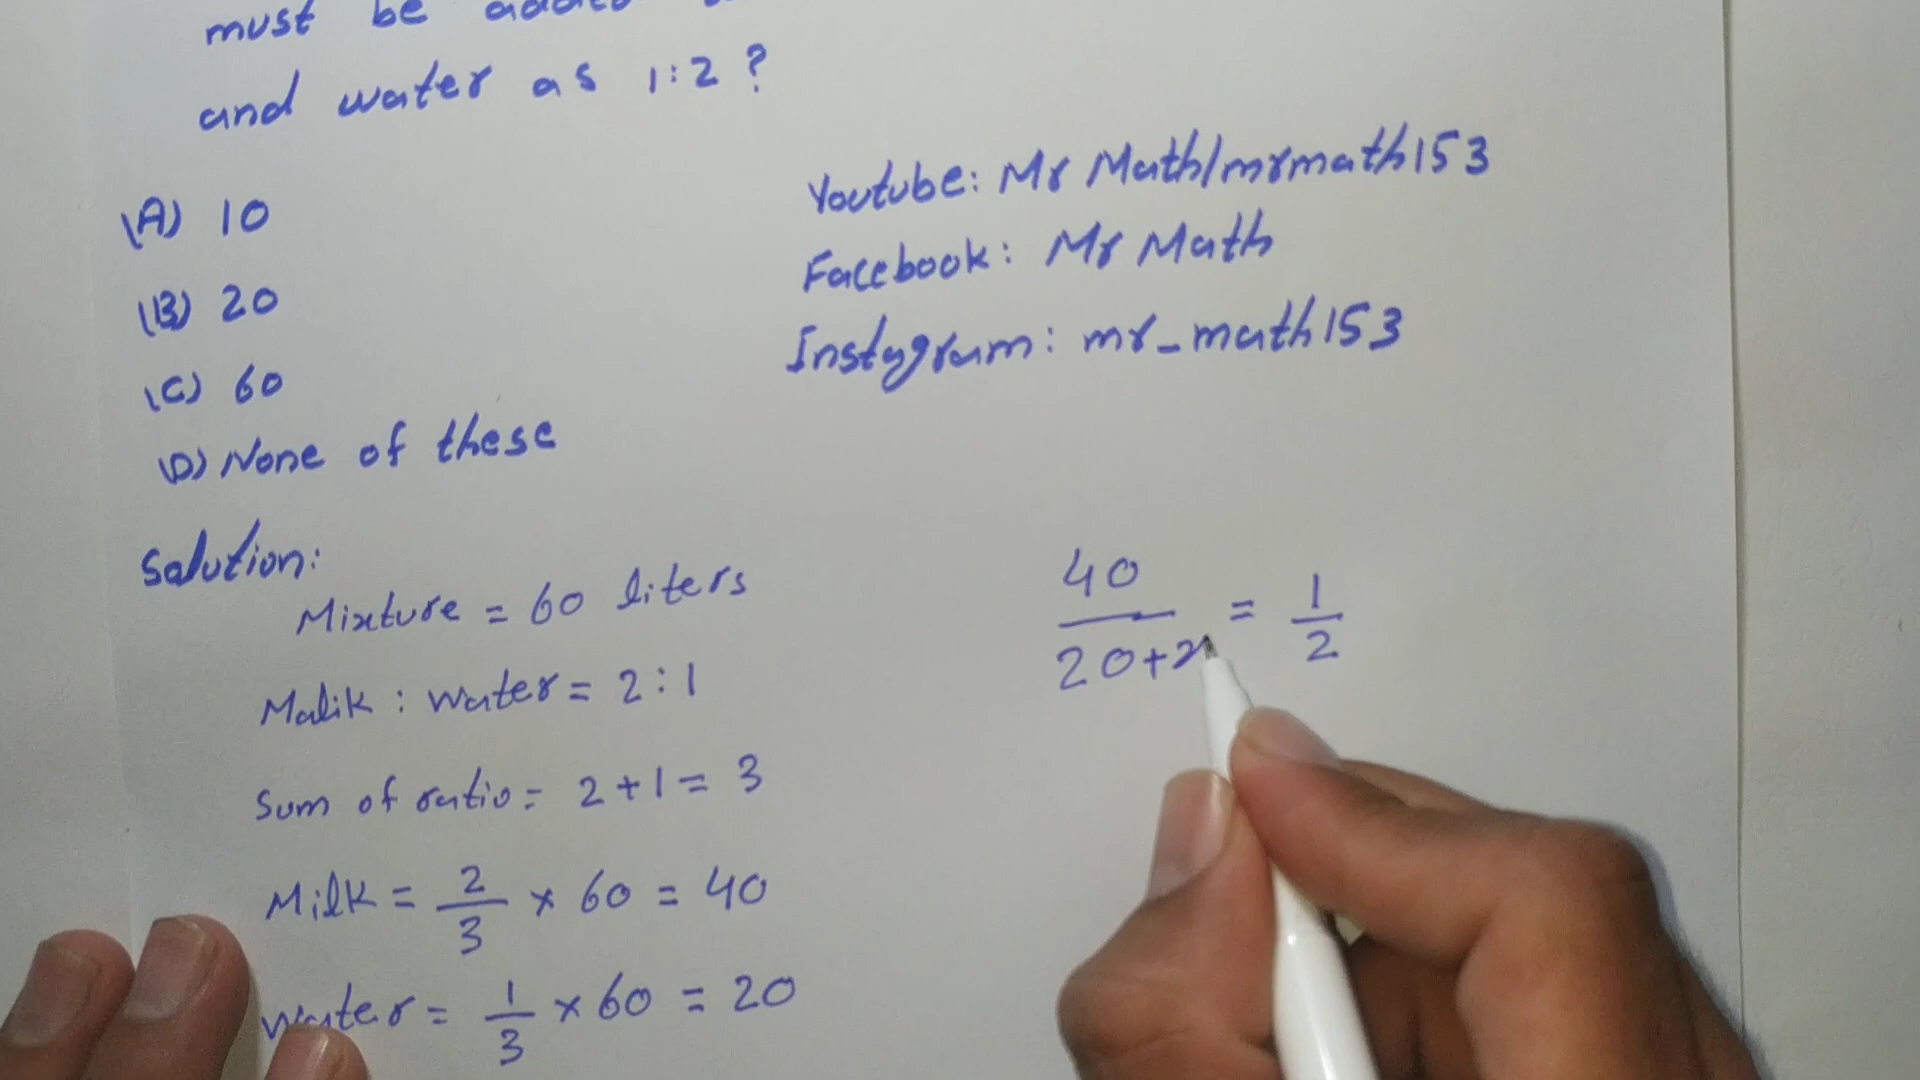 must be added
and water as 1:2 ?
(A) 10
(B) 20
(C) 60
(D) None of these
Youtube: Mr Math/mrmath153
Facebook: Mr Math
Instagram: mr_math153
Solution:
Mixture = 60 liters
Malik : water = 2:1
Sum of ratio = 2+1 = 3
Milk = 2/3 × 60 = 40
water = 1/3 × 60 = 20
40/20+x = 1/2